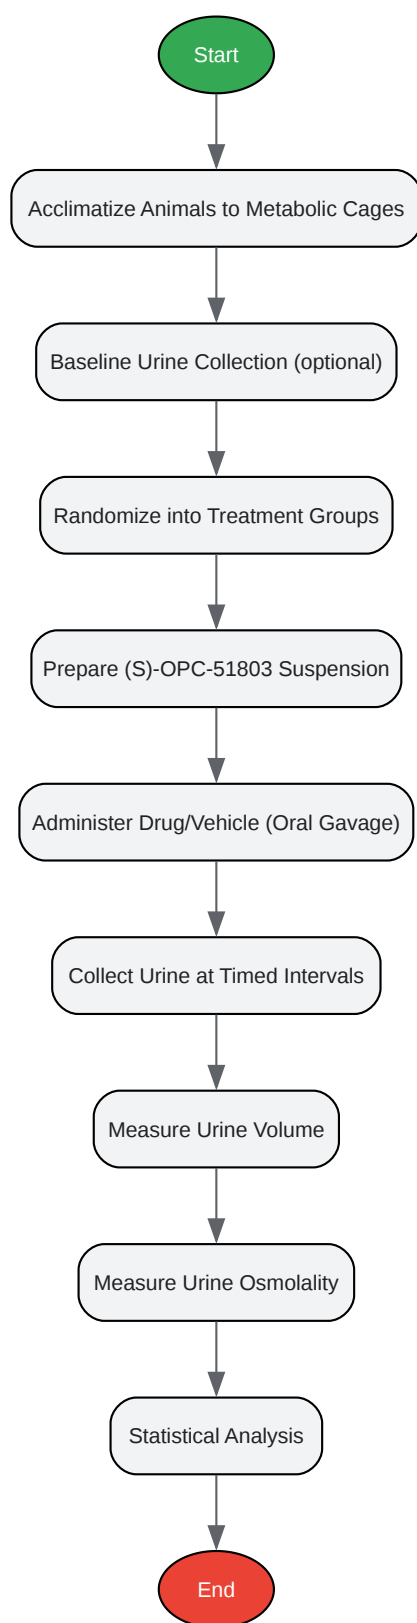 Start
Acclimatize Animals to Metabolic Cages
Baseline Urine Collection (optional)
Randomize into Treatment Groups
Prepare (S)-OPC-51803 Suspension
Administer Drug/Vehicle (Oral Gavage)
Collect Urine at Timed Intervals
Measure Urine Volume
Measure Urine Osmolality
Statistical Analysis
End